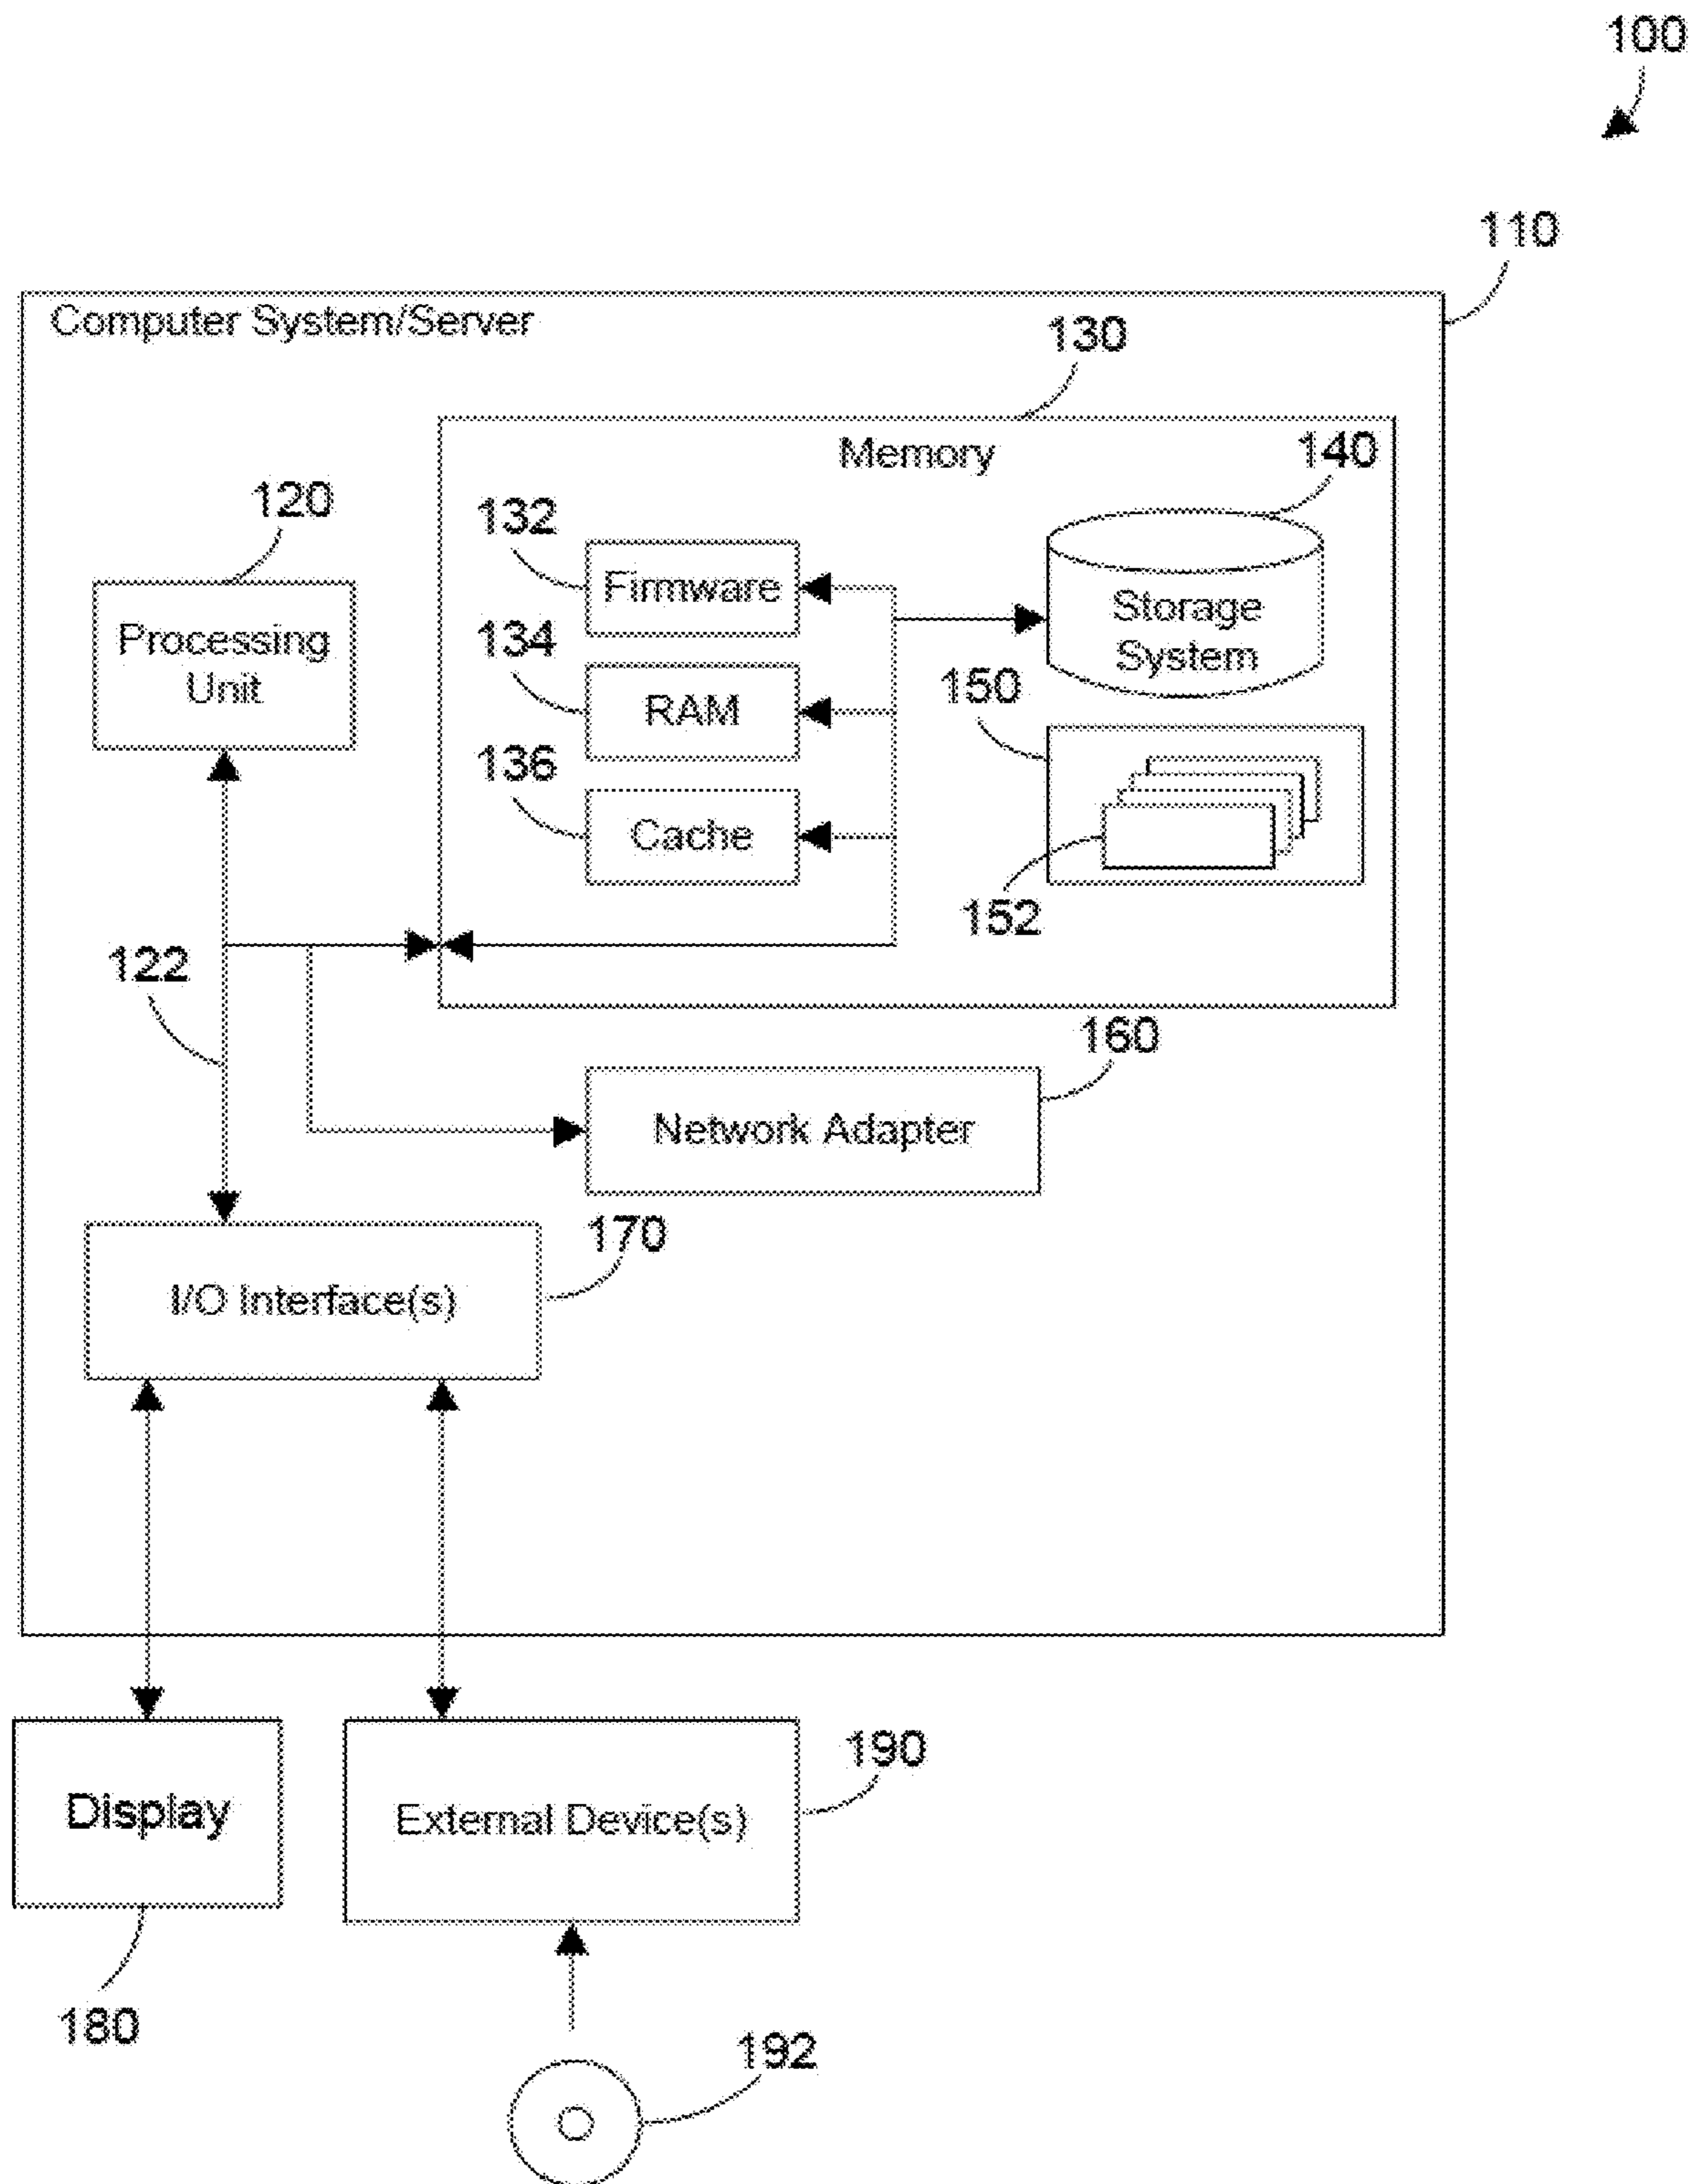 100
110
Computer System/Server
130
Memory
140
120
132
Firmware
Storage
System
Processing
Unit
134
RAM
150
136
Cache
152
122
160
Network Adapter
170
I/O Interface(s)
190
Display
External Device(s)
180
192